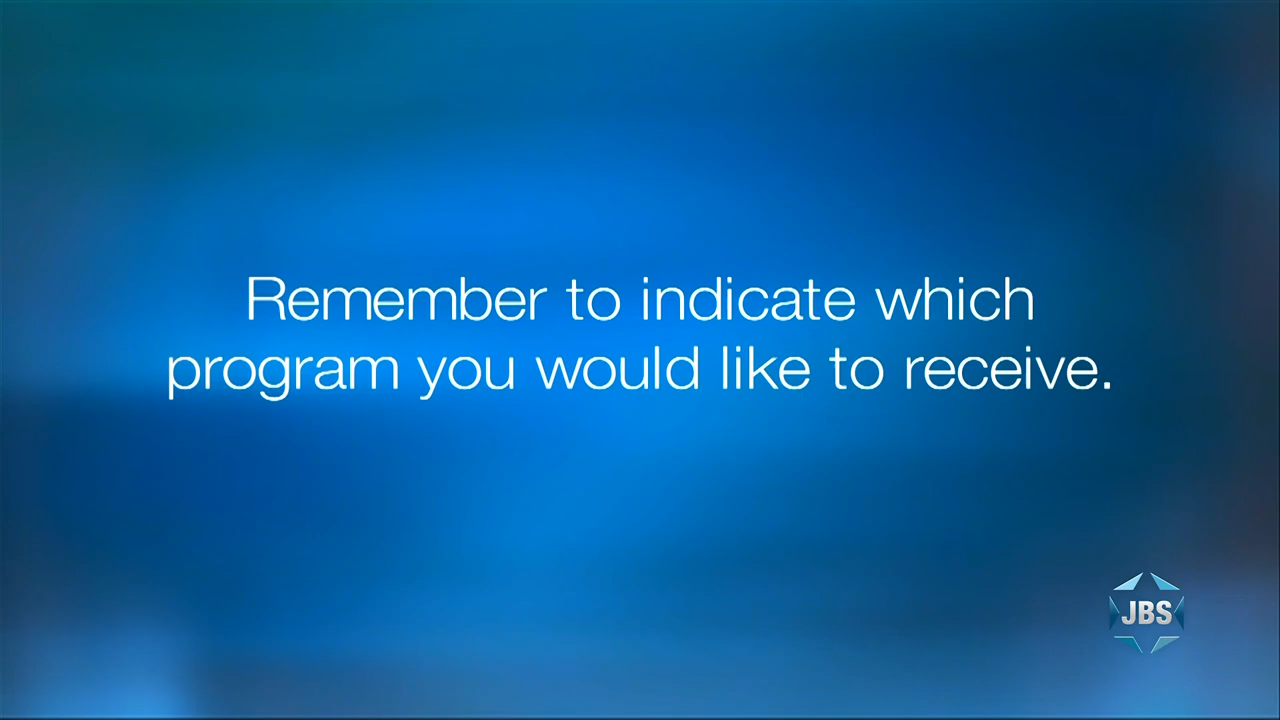 Remember to indicate which
program you would like to receive.
JBS